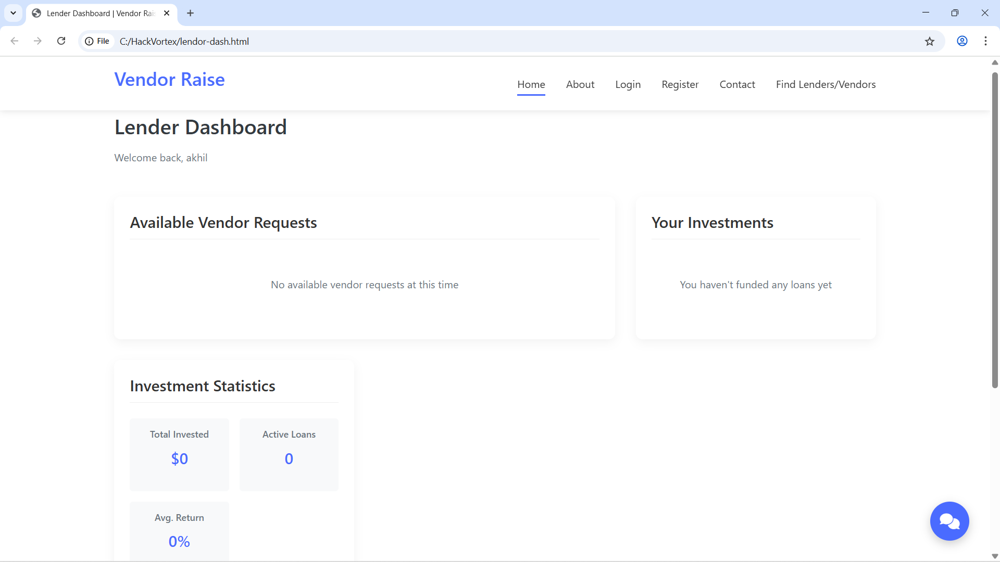 Lender Dashboard | Vendor Rai
File
C:/HackVortex/lendor-dash.html
Vendor Raise
Home
About
Login
Register
Contact
Find Lenders/Vendors
Lender Dashboard
Welcome back, akhil
Available Vendor Requests
No available vendor requests at this time
Your Investments
You haven't funded any loans yet
Investment Statistics
Total Invested
$0
Active Loans
0
Avg. Return
0%